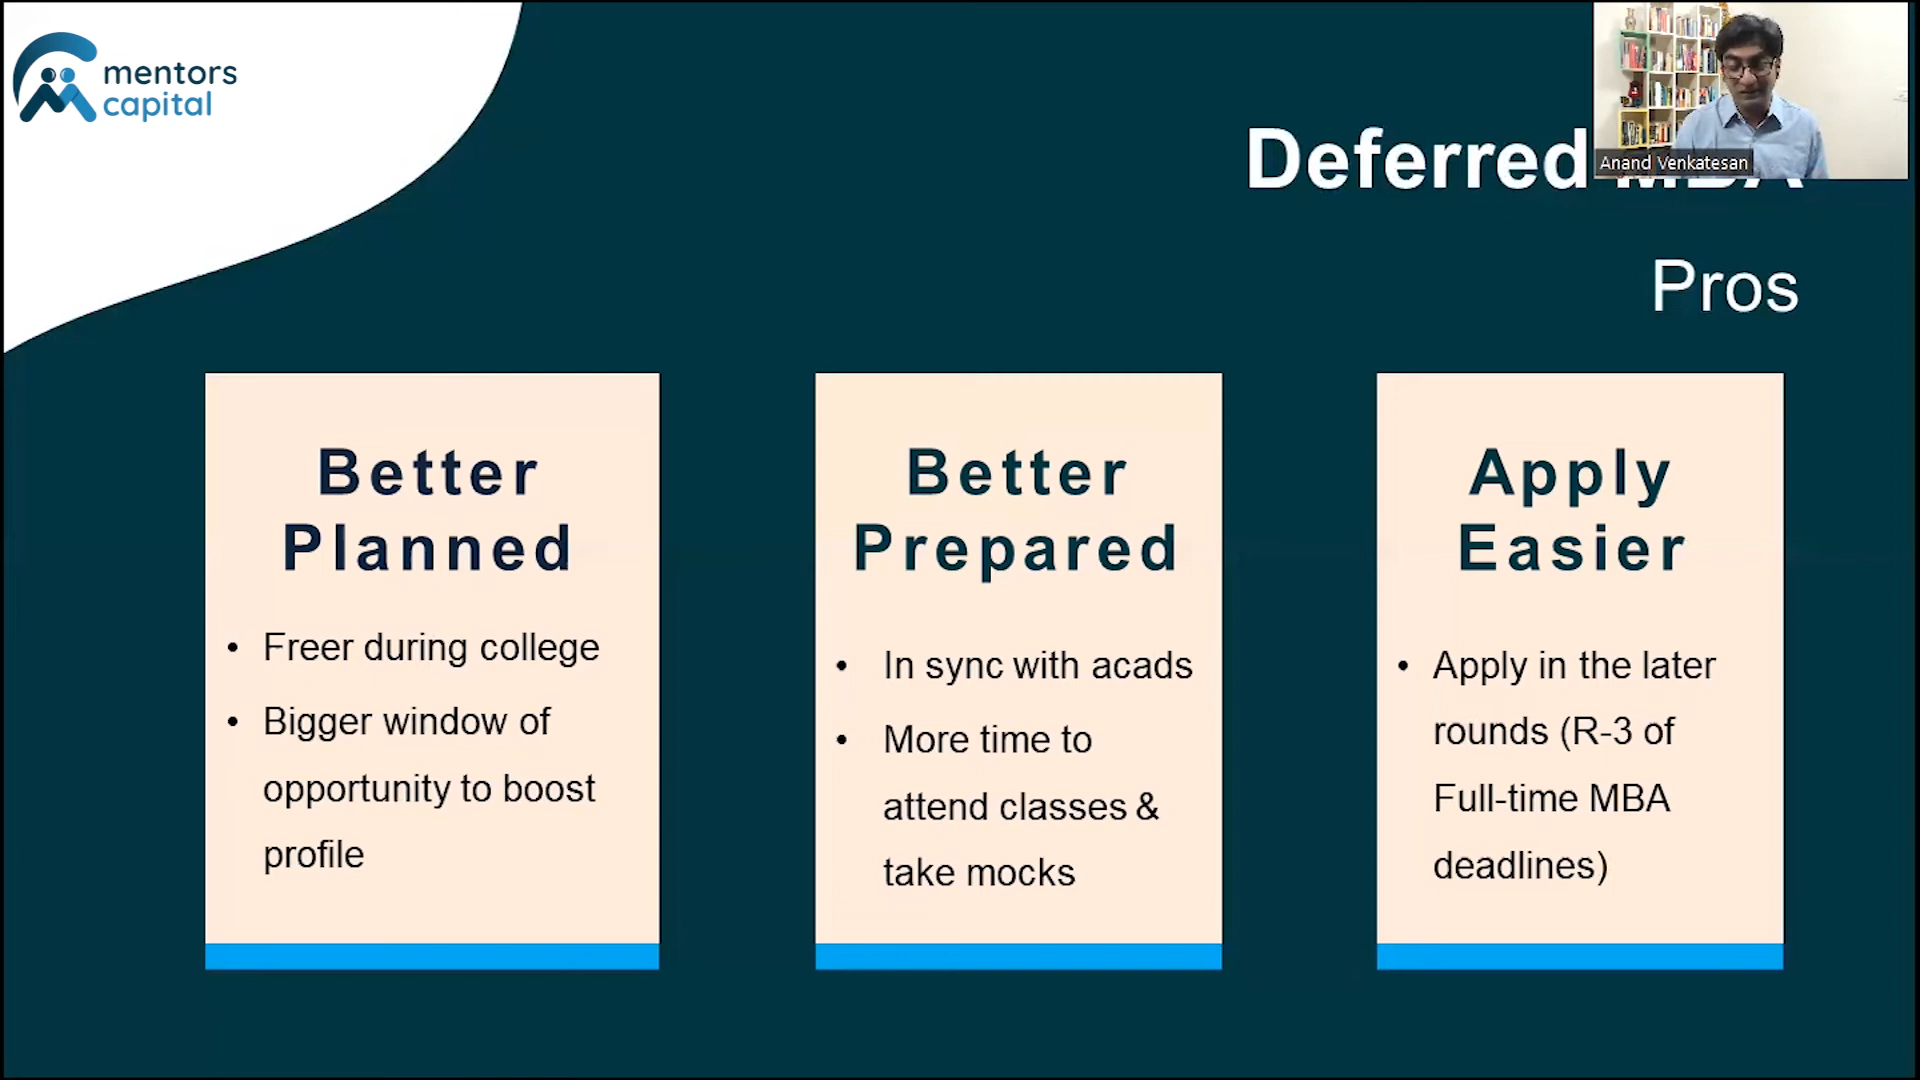 mentors
capital
Anand Venkatesan
Deferred MBA
Pros
Better
Planned
• Freer during college
• Bigger window of
opportunity to boost
profile
Better
Prepared
• In sync with acads
• More time to
attend classes &
take mocks
Apply
Easier
• Apply in the later
rounds (R-3 of
Full-time MBA
deadlines)